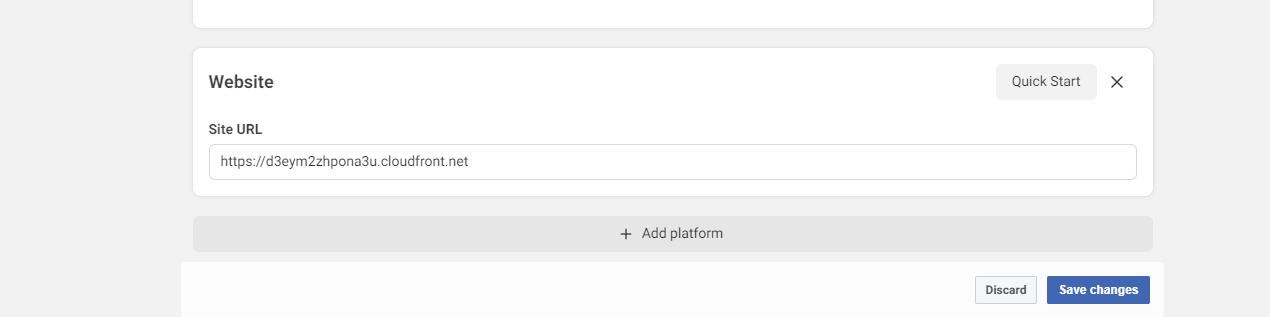 Website
Quick Start
Site URL
https://d3eym2zhpona3u.cloudfront.net
Add platform
Discard
Save changes